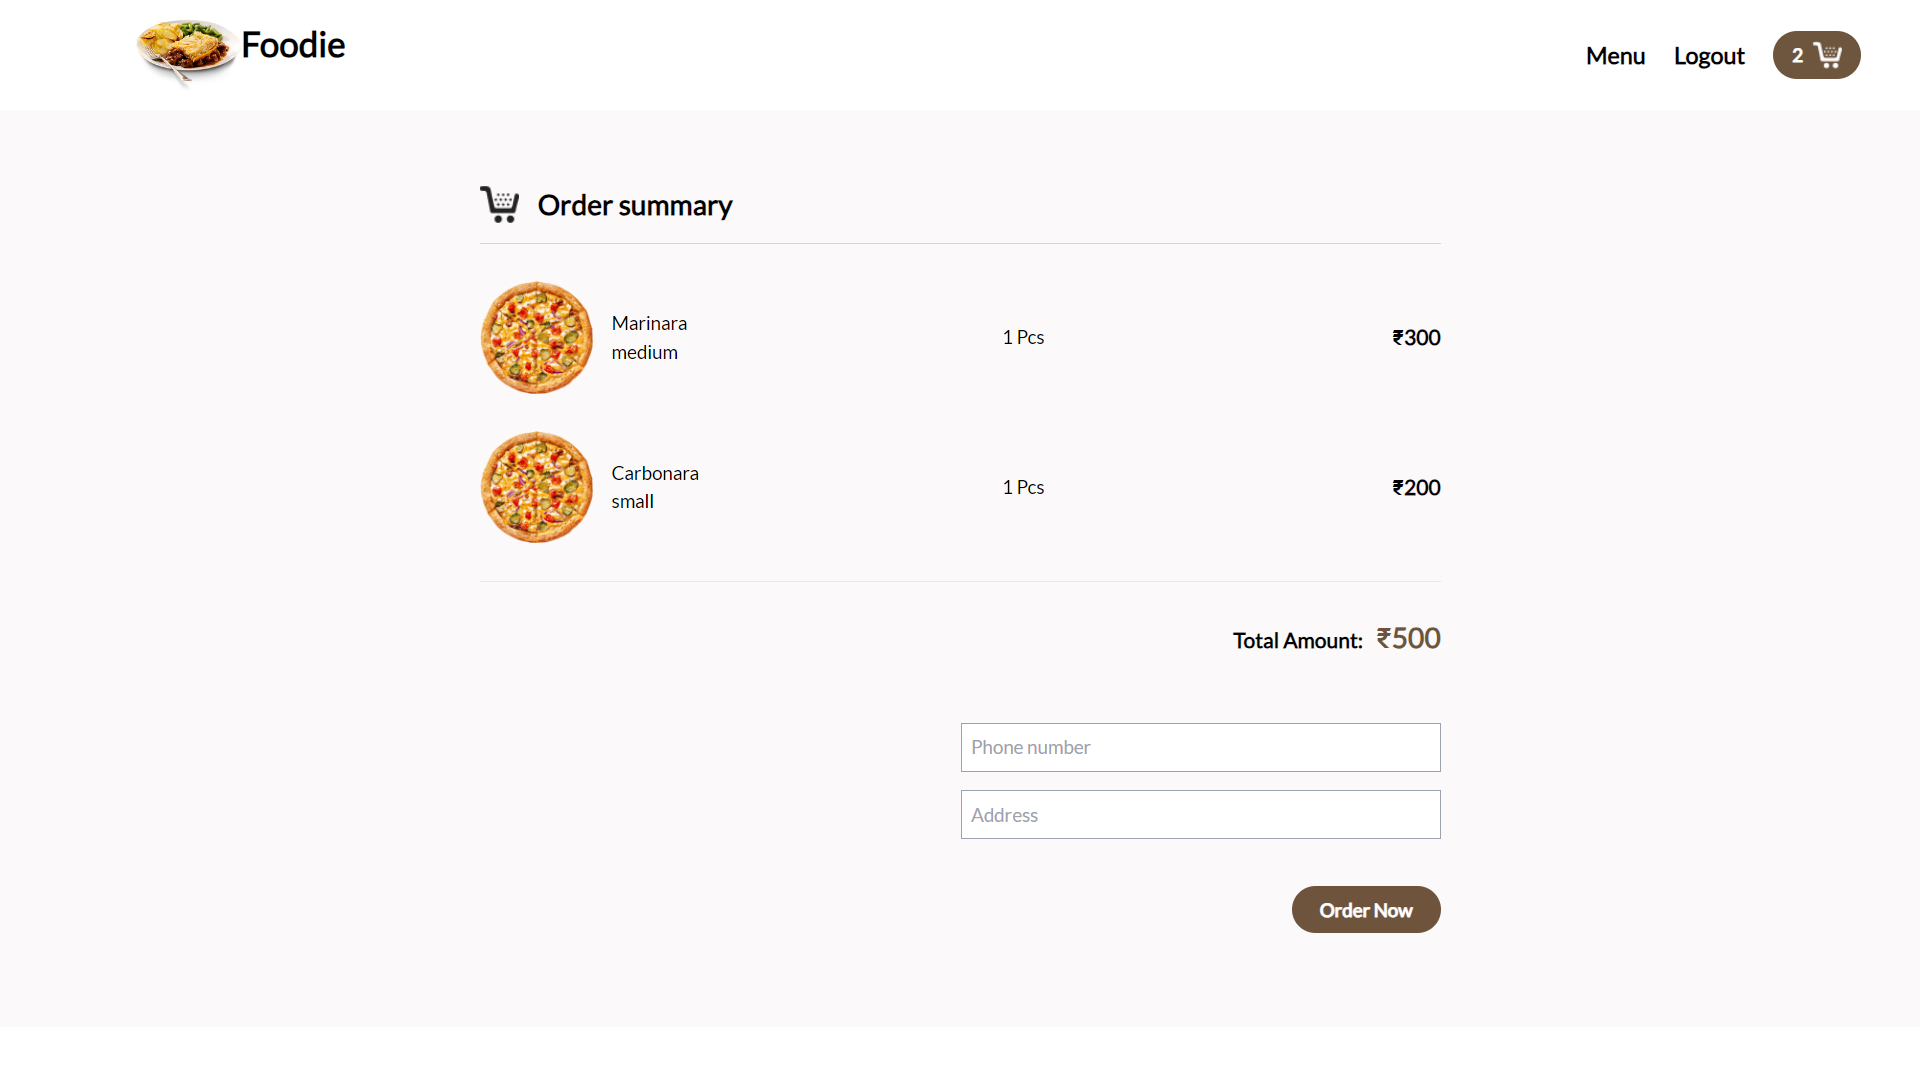 Foodie
Menu
Logout
2
Order summary
Marinara
medium
1 Pcs
₹300
Carbonara
small
1 Pcs
₹200
Total Amount: ₹500
Phone number
Address
Order Now